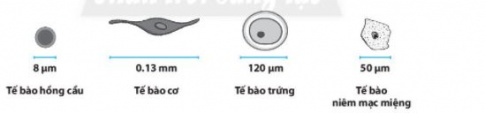 8 µm
0.13 mm
120 µm
50 µm
Tế bào hồng cầu
Tế bào cơ
Tế bào trứng
Tế bào
niêm mạc miệng